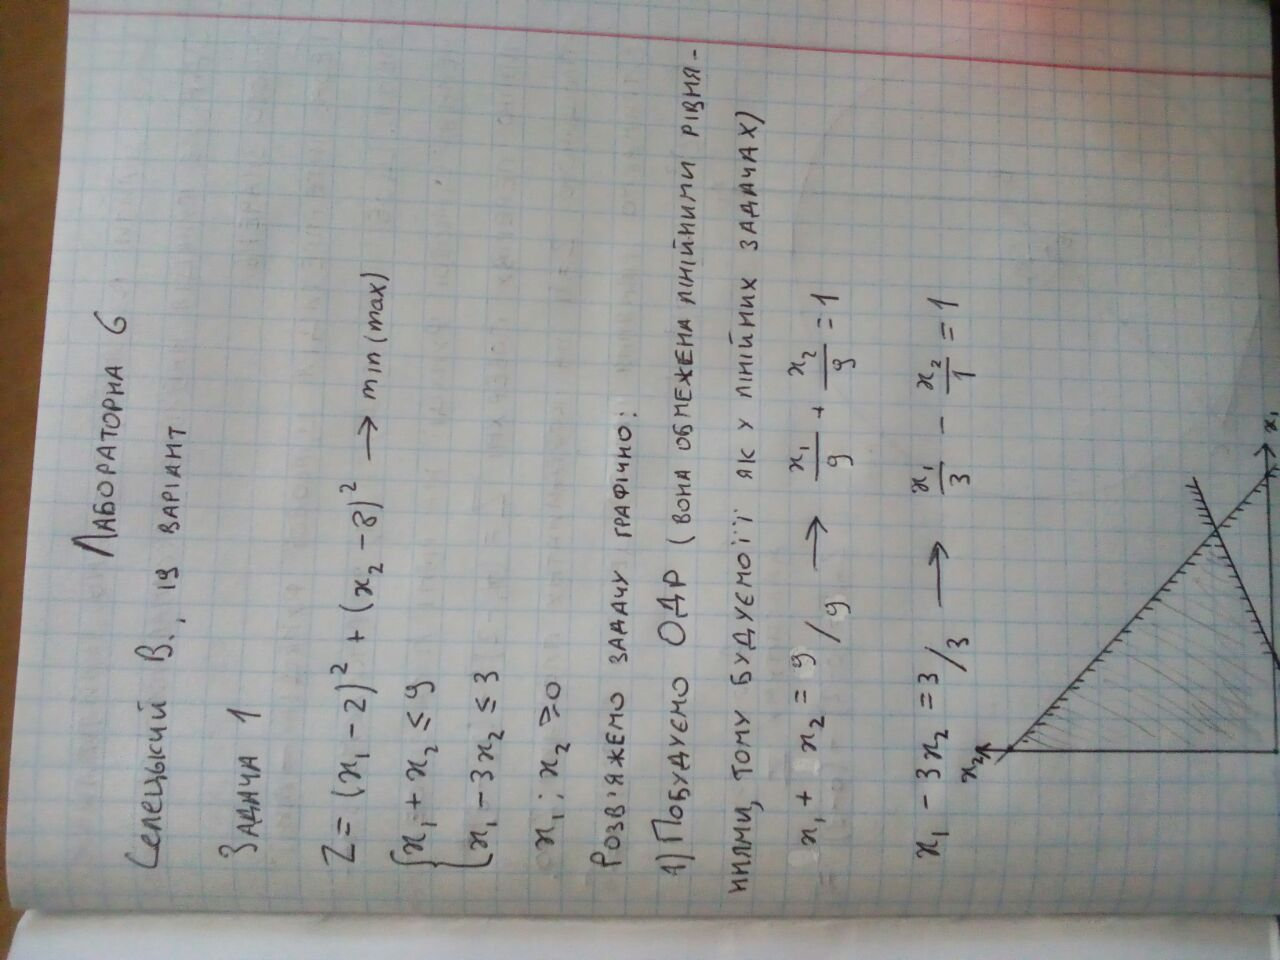 Лабораторна 6
Селецький В., 19 варіант
Задача 1
Z = (x₁ - 2)² + (x₂ - 8)² → min (max)
{ x₁ + x₂ ≤ 9
x₁ - 3x₂ ≤ 3
x₁; x₂ ≥ 0
Розв'яжемо задачу графічно:
1) Побудуємо ОДР (вона обмежена лінійними рівня-
ннями, тому будуємо її як у лінійних задачах)
x₁ + x₂ = 9 /9 → x₁/9 + x₂/9 = 1
x₁ - 3x₂ = 3 /3 → x₁/3 - x₂/1 = 1
x₂
x₁